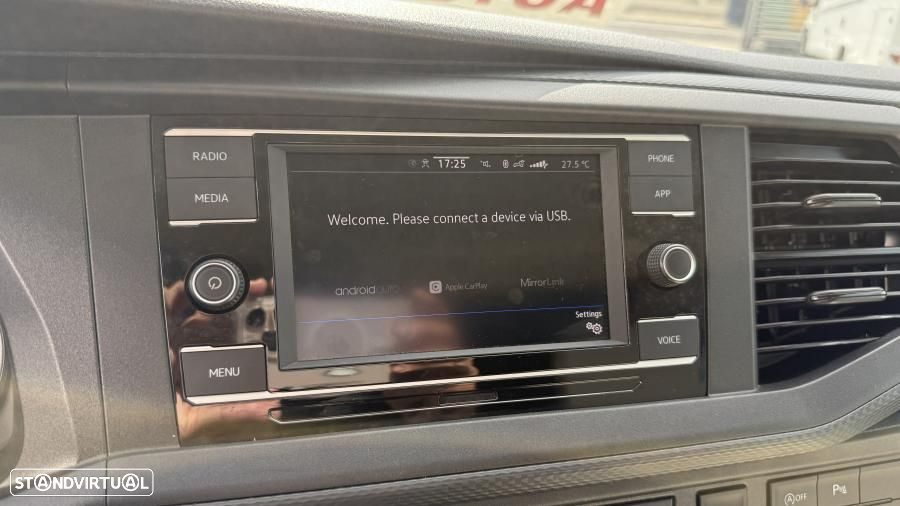 RADIO
MEDIA
MENU
PHONE
APP
VOICE
17:25
27.5 °C
Welcome. Please connect a device via USB.
androidauto
Apple CarPlay
MirrorLink
Settings
A OFF
P
STANDVIRTUAL